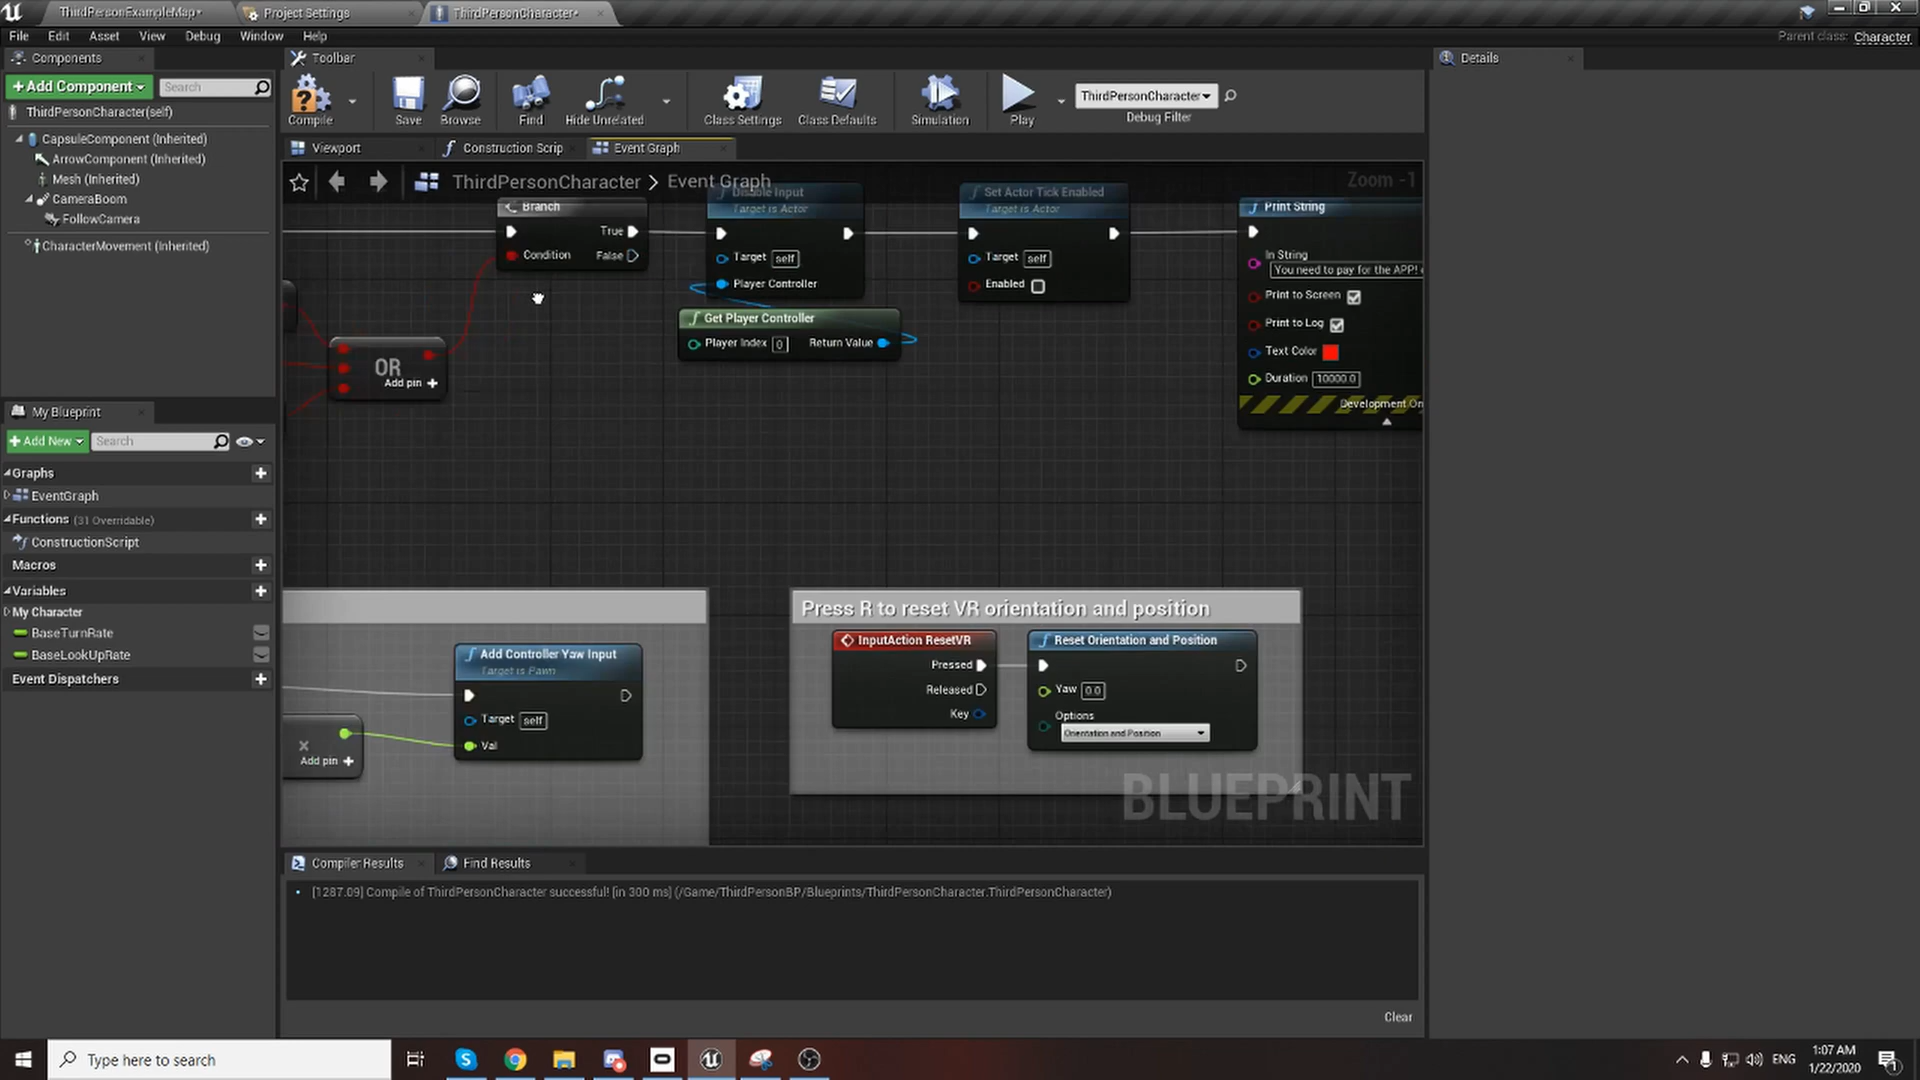 ThirdPersonExampleMap*
Project Settings
ThirdPersonCharacter*
File Edit Asset View Debug Window Help
Parent class: Character
Components
Toolbar
Details
+Add Component
Search
ThirdPersonCharacter(self)
CapsuleComponent (Inherited)
ArrowComponent (Inherited)
Mesh (Inherited)
CameraBoom
FollowCamera
CharacterMovement (Inherited)
Compile
Save
Browse
Find
Hide Unrelated
Class Settings
Class Defaults
Simulation
Play
ThirdPersonCharacter
Debug Filter
Viewport
Construction Scrip
Event Graph
ThirdPersonCharacter > Event Graph
Zoom -1
Branch
True
Condition
False
Disable Input
Target is Actor
Target self
Player Controller
Set Actor Tick Enabled
Target is Actor
Target self
Enabled
Print String
In String
You need to pay for the APP!
Print to Screen
Print to Log
Text Color
Duration 10000.0
Development On
Get Player Controller
Player Index 0
Return Value
OR
Add pin +
My Blueprint
+Add New
Search
Graphs
EventGraph
Functions (31 Overridable)
ConstructionScript
Macros
Variables
My Character
BaseTurnRate
BaseLookUpRate
Event Dispatchers
Add Controller Yaw Input
Target is Pawn
Target self
Val
Add pin +
Press R to reset VR orientation and position
InputAction ResetVR
Pressed
Released
Key
Reset Orientation and Position
Yaw 0.0
Options
Orientation and Position
BLUEPRINT
Compiler Results
Find Results
[1287.09] Compile of ThirdPersonCharacter successful! [in 300 ms] (/Game/ThirdPersonBP/Blueprints/ThirdPersonCharacter.ThirdPersonCharacter)
Clear
Type here to search
ENG
1:07 AM
1/22/2020